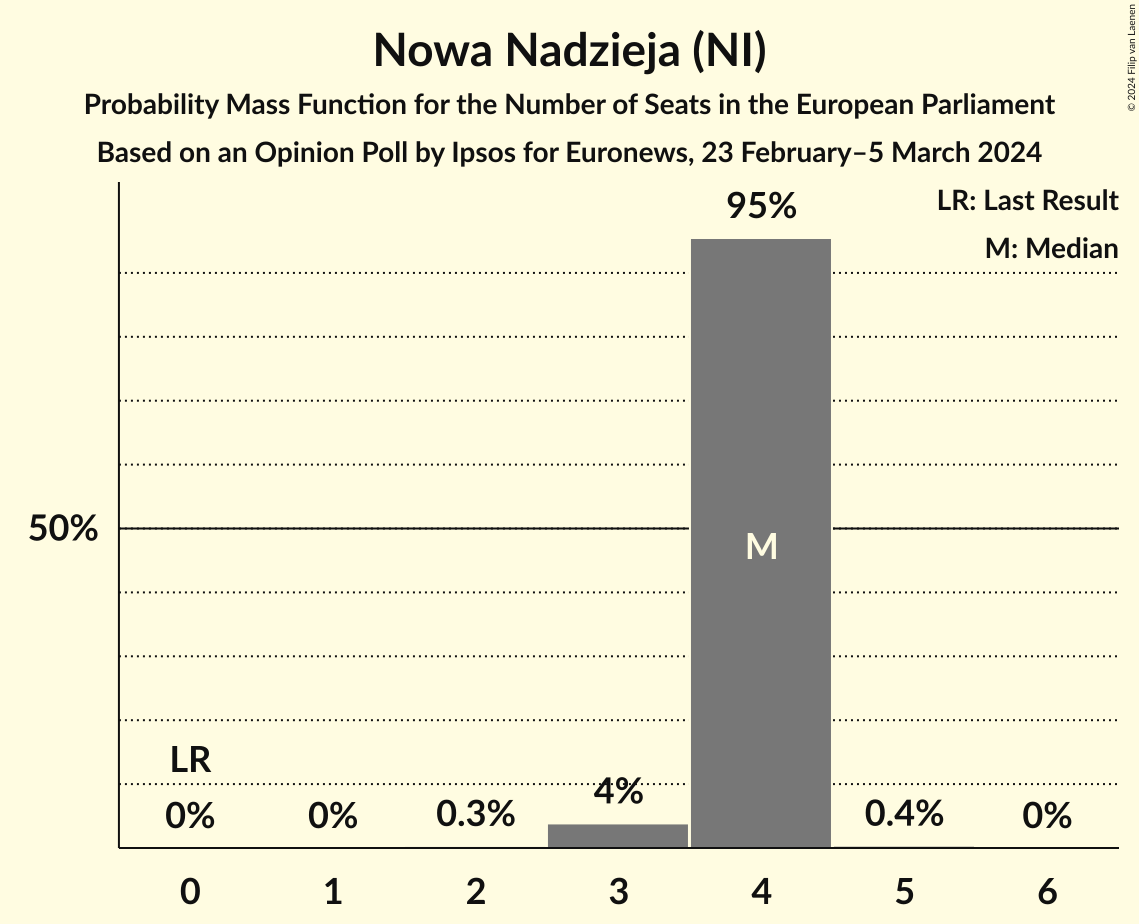 Nowa Nadzieja (NI)
Probability Mass Function for the Number of Seats in the European Parliament
Based on an Opinion Poll by Ipsos for Euronews, 23 February–5 March 2024
© 2024 Filip van Laenen
LR: Last Result
M: Median
95%
50%
M
LR
0%
0%
0.3%
4%
0.4%
0%
0
1
2
3
4
5
6